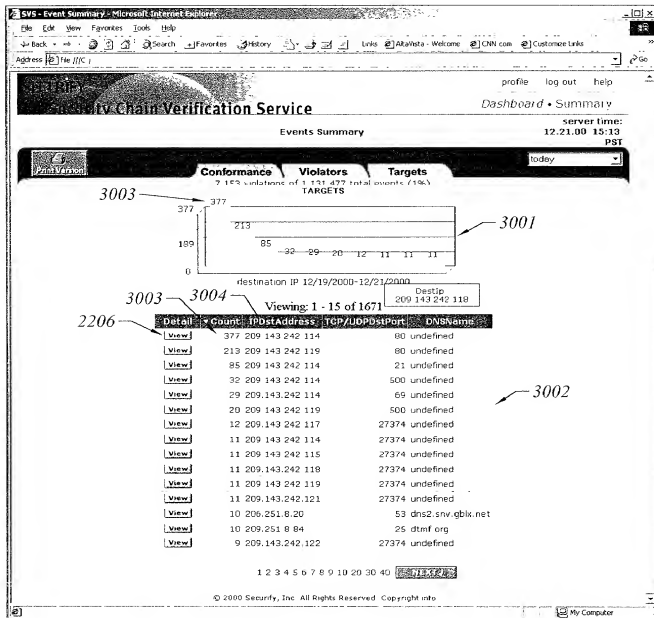 SVS - Event Summary - Microsoft Internet Explorer
File Edit View Favorites Tools Help
Back Search Favorites History Links AltaVista - Welcome CNN com Customize Links
Address File ///C| Go
profile log out help
Security Chain Verification Service
Dashboard • Summary
server time:
Events Summary
12.21.00 15:13
PST
Print Version
Conformance Violators Targets
today
7,153 violations of 1,131,477 total events (1%)
TARGETS
3003
377
377
213
3001
189
85
32 29 20 12 11 11 11
0
destination IP 12/19/2000-12/21/2000
DestIp
209 143 242 118
3003 3004 Viewing: 1 - 15 of 1671
2206
Detail Count IPDstAddress TCP/UDPDstPort DNSName
View 377 209 143 242 114 80 undefined
View 213 209 143 242 119 80 undefined
View 85 209 143 242 114 21 undefined
View 32 209 143 242 114 500 undefined
View 29 209.143 242 114 69 undefined
3002
View 20 209 143 242 119 500 undefined
View 12 209 143 242 117 27374 undefined
View 11 209 143 242 114 27374 undefined
View 11 209 143 242 115 27374 undefined
View 11 209 143 242 118 27374 undefined
View 11 209 143 242 119 27374 undefined
View 11 209.143.242.121 27374 undefined
View 10 206.251.8.20 53 dns2.snv.gblx.net
View 10 209.251 8 84 25 dtmf org
View 9 209.143.242.122 27374 undefined
1 2 3 4 5 6 7 8 9 10 20 30 40
© 2000 Securify, Inc All Rights Reserved Copyright info
My Computer